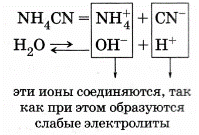 NH₄CN = NH₄⁺ + CN⁻
H₂O ⇄ OH⁻ + H⁺
эти ионы соединяются, так
как при этом образуются
слабые электролиты